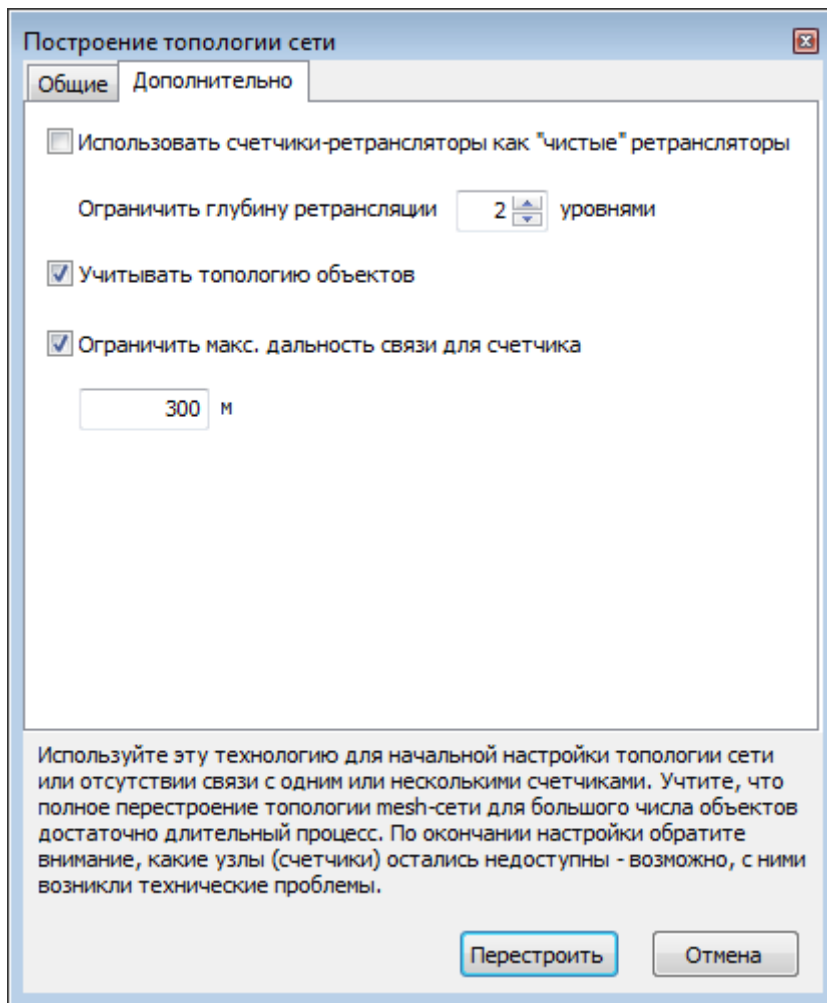 Построение топологии сети
Общие Дополнительно
Использовать счетчики-ретрансляторы как "чистые" ретрансляторы
Ограничить глубину ретрансляции 2 уровнями
Учитывать топологию объектов
Ограничить макс. дальность связи для счетчика
300 м
Используйте эту технологию для начальной настройки топологии сети
или отсутствии связи с одним или несколькими счетчиками. Учтите, что
полное перестроение топологии mesh-сети для большого числа объектов
достаточно длительный процесс. По окончании настройки обратите
внимание, какие узлы (счетчики) остались недоступны - возможно, с ними
возникли технические проблемы.
Перестроить Отмена